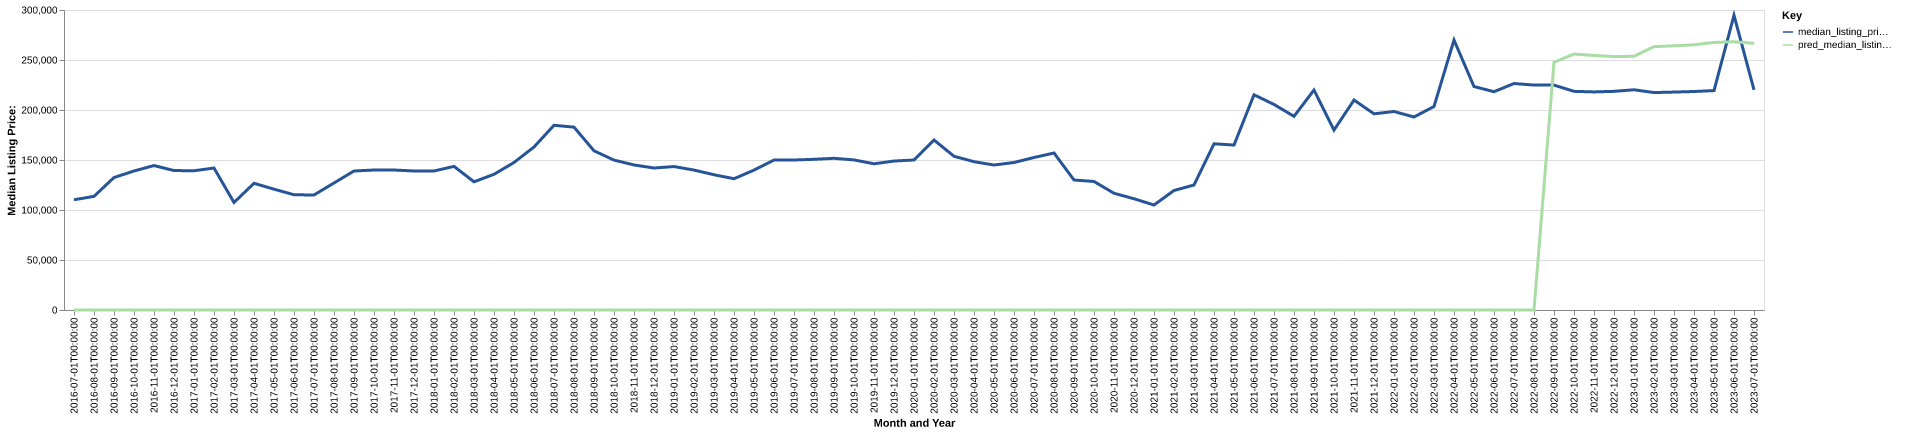 300,000
250,000
200,000
150,000
100,000
50,000
0
Median Listing Price:
2016-07-01T00:00:00
2016-08-01T00:00:00
2016-09-01T00:00:00
2016-10-01T00:00:00
2016-11-01T00:00:00
2016-12-01T00:00:00
2017-01-01T00:00:00
2017-02-01T00:00:00
2017-03-01T00:00:00
2017-04-01T00:00:00
2017-05-01T00:00:00
2017-06-01T00:00:00
2017-07-01T00:00:00
2017-08-01T00:00:00
2017-09-01T00:00:00
2017-10-01T00:00:00
2017-11-01T00:00:00
2017-12-01T00:00:00
2018-01-01T00:00:00
2018-02-01T00:00:00
2018-03-01T00:00:00
2018-04-01T00:00:00
2018-05-01T00:00:00
2018-06-01T00:00:00
2018-07-01T00:00:00
2018-08-01T00:00:00
2018-09-01T00:00:00
2018-10-01T00:00:00
2018-11-01T00:00:00
2018-12-01T00:00:00
2019-01-01T00:00:00
2019-02-01T00:00:00
2019-03-01T00:00:00
2019-04-01T00:00:00
2019-05-01T00:00:00
2019-06-01T00:00:00
2019-07-01T00:00:00
2019-08-01T00:00:00
2019-09-01T00:00:00
2019-10-01T00:00:00
2019-11-01T00:00:00
2019-12-01T00:00:00
2020-01-01T00:00:00
2020-02-01T00:00:00
2020-03-01T00:00:00
2020-04-01T00:00:00
2020-05-01T00:00:00
2020-06-01T00:00:00
2020-07-01T00:00:00
2020-08-01T00:00:00
2020-09-01T00:00:00
2020-10-01T00:00:00
2020-11-01T00:00:00
2020-12-01T00:00:00
2021-01-01T00:00:00
2021-02-01T00:00:00
2021-03-01T00:00:00
2021-04-01T00:00:00
2021-05-01T00:00:00
2021-06-01T00:00:00
2021-07-01T00:00:00
2021-08-01T00:00:00
2021-09-01T00:00:00
2021-10-01T00:00:00
2021-11-01T00:00:00
2021-12-01T00:00:00
2022-01-01T00:00:00
2022-02-01T00:00:00
2022-03-01T00:00:00
2022-04-01T00:00:00
2022-05-01T00:00:00
2022-06-01T00:00:00
2022-07-01T00:00:00
2022-08-01T00:00:00
2022-09-01T00:00:00
2022-10-01T00:00:00
2022-11-01T00:00:00
2022-12-01T00:00:00
2023-01-01T00:00:00
2023-02-01T00:00:00
2023-03-01T00:00:00
2023-04-01T00:00:00
2023-05-01T00:00:00
2023-06-01T00:00:00
2023-07-01T00:00:00
Month and Year
Key
median_listing_pri…
pred_median_listin…